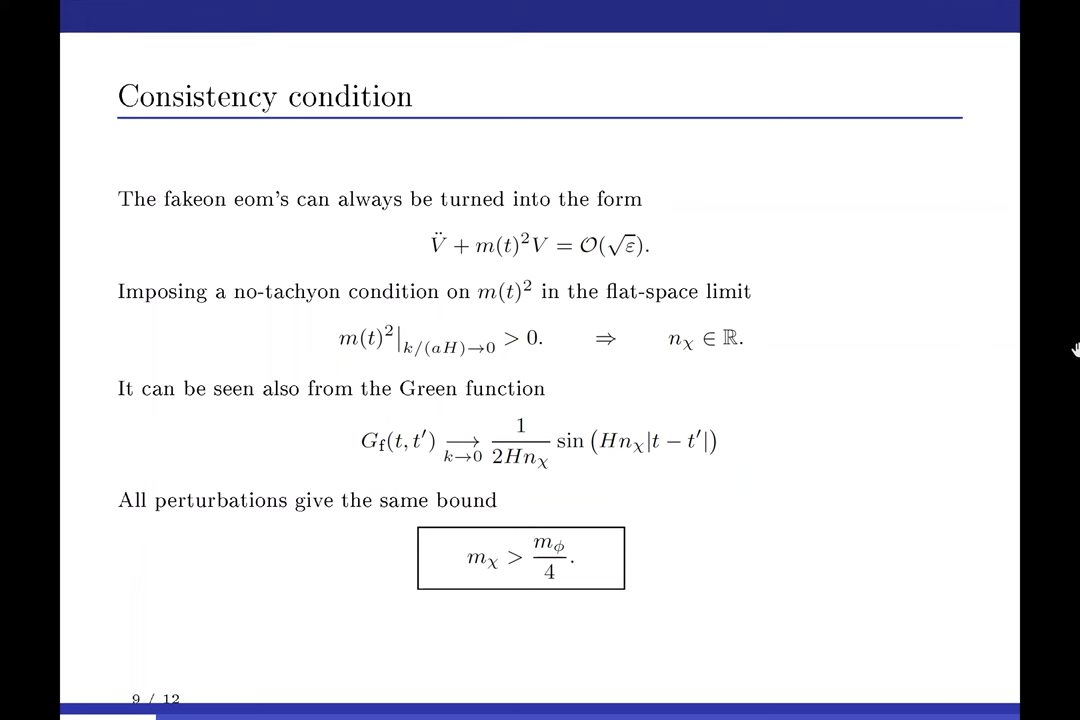 Consistency condition
The fakeon eom's can always be turned into the form
V̈ + m(t)²V = 𝒪(√ε).
Imposing a no-tachyon condition on m(t)² in the flat-space limit
m(t)²|_{k/(aH)→0} > 0. ⇒ n_χ ∈ ℝ.
It can be seen also from the Green function
G_f(t, t′) ⟶_{k→0} \frac{1}{2Hn_χ} sin (Hn_χ|t − t′|)
All perturbations give the same bound
m_χ > \frac{m_ϕ}{4}.
9 / 12